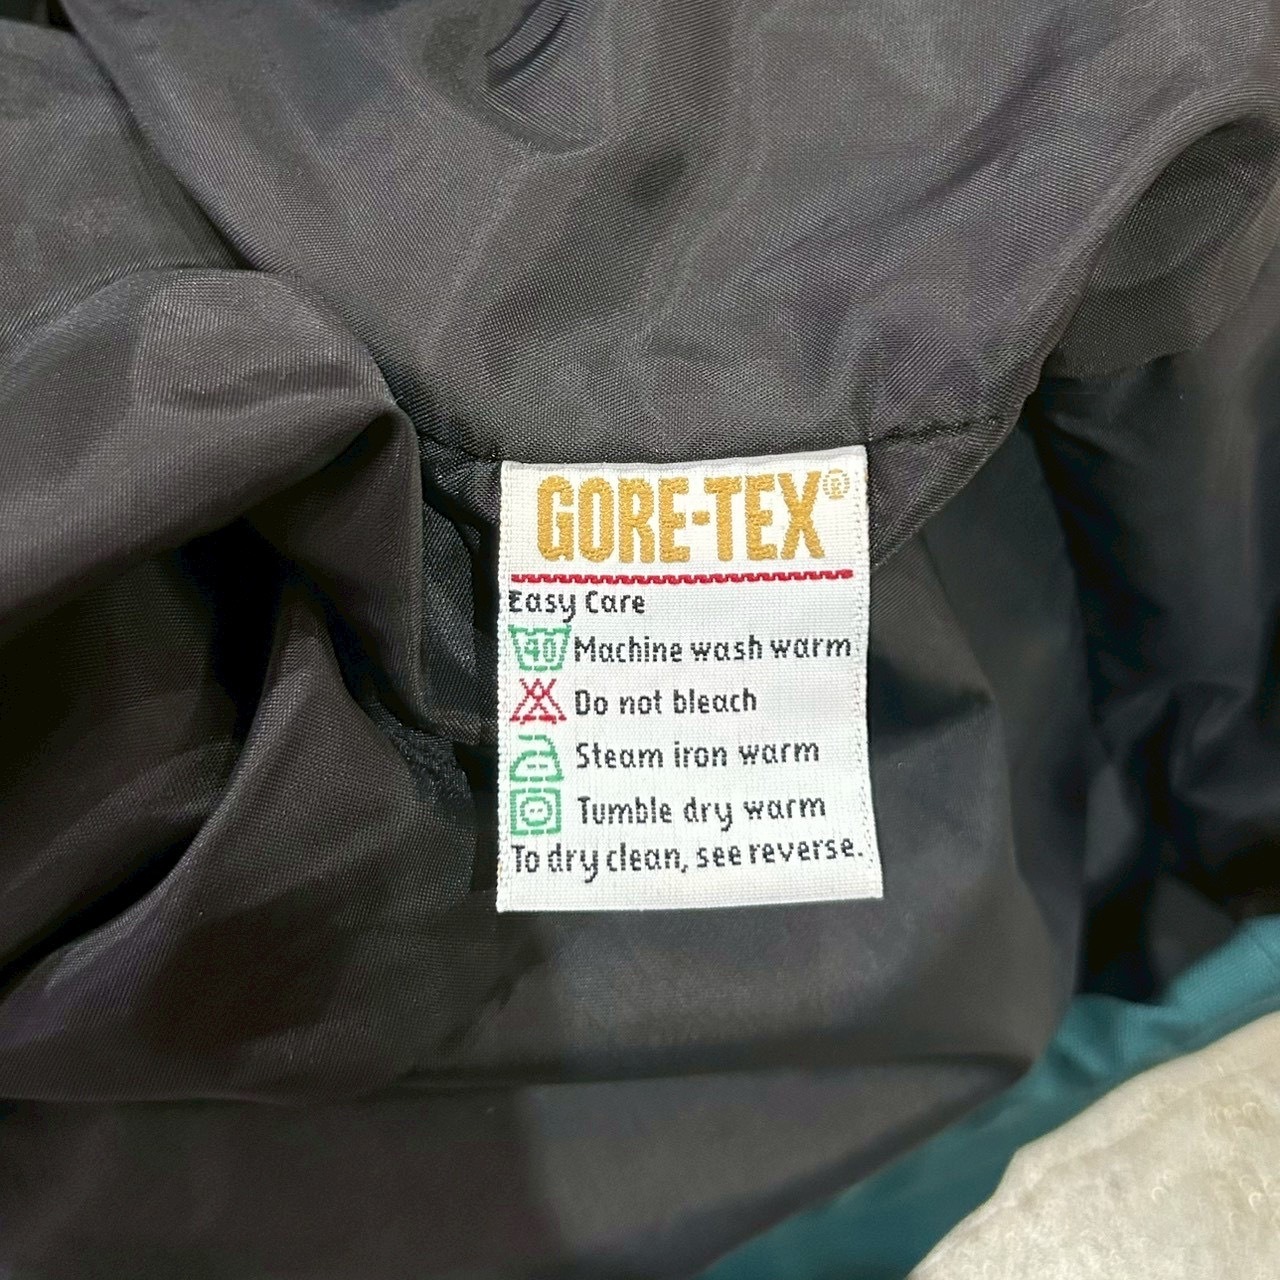 GORE-TEX®
Easy Care
40 Machine wash warm
Do not bleach
Steam iron warm
Tumble dry warm
To dry clean, see reverse.